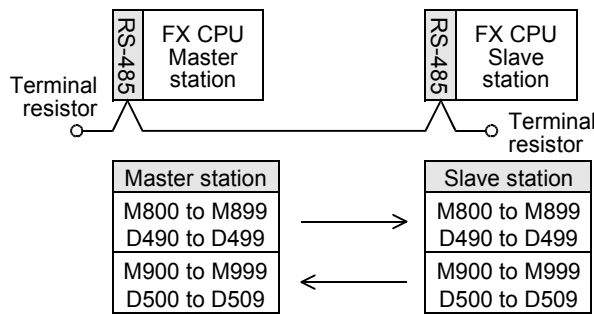 RS-485
FX CPU
Master
station
RS-485
FX CPU
Slave
station
Terminal
resistor
Terminal
resistor
Master station
M800 to M899
D490 to D499
M900 to M999
D500 to D509
Slave station
M800 to M899
D490 to D499
M900 to M999
D500 to D509